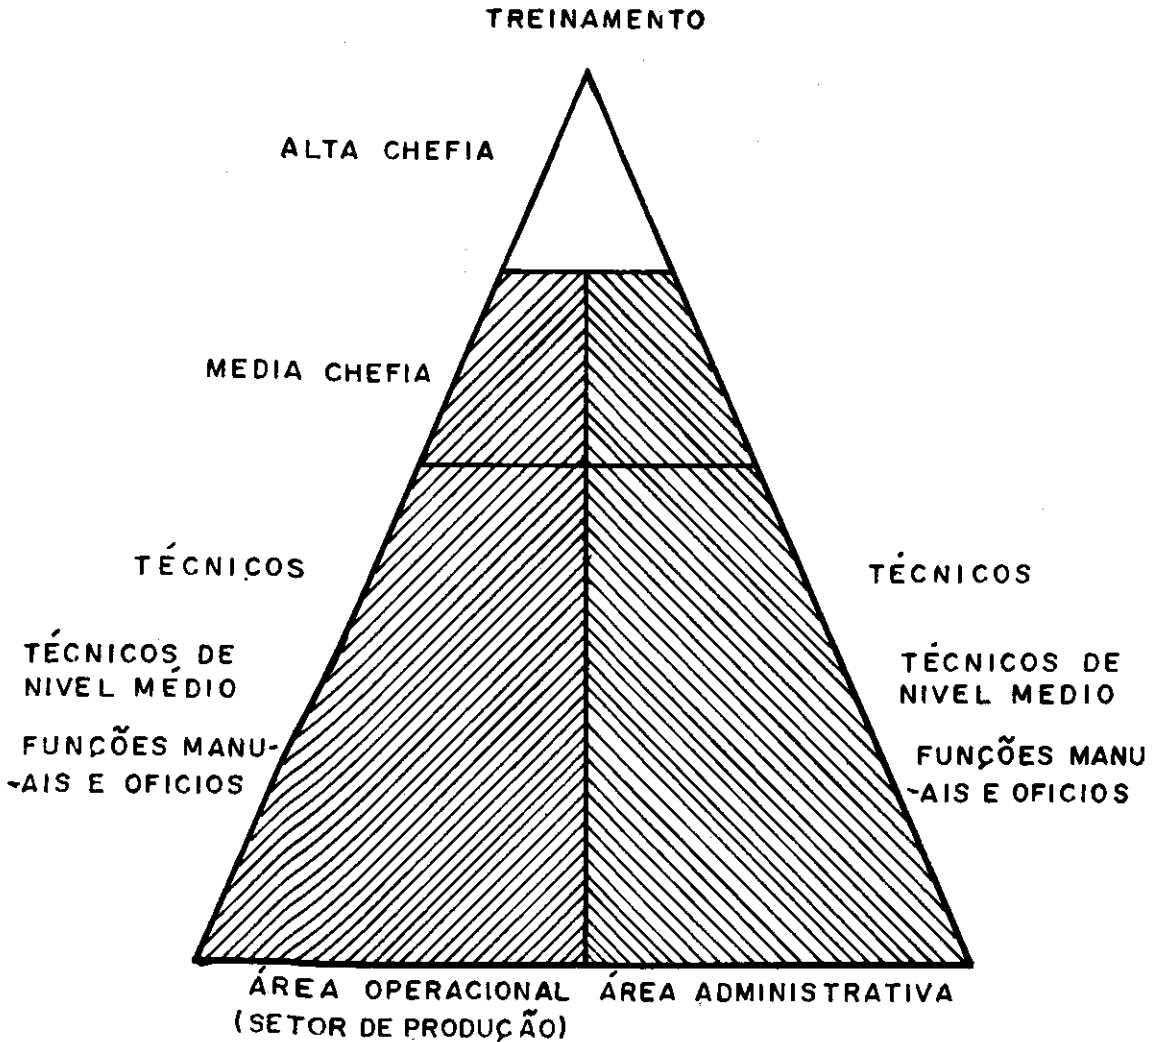 TREINAMENTO
ALTA CHEFIA
MEDIA CHEFIA
TÉCNICOS
TÉCNICOS DE
NIVEL MÉDIO
FUNÇÕES MANU-
-AIS E OFICIOS
TÉCNICOS
TÉCNICOS DE
NIVEL MEDIO
FUNÇÕES MANU
-AIS E OFICIOS
ÁREA OPERACIONAL
(SETOR DE PRODUÇÃO)
ÁREA ADMINISTRATIVA